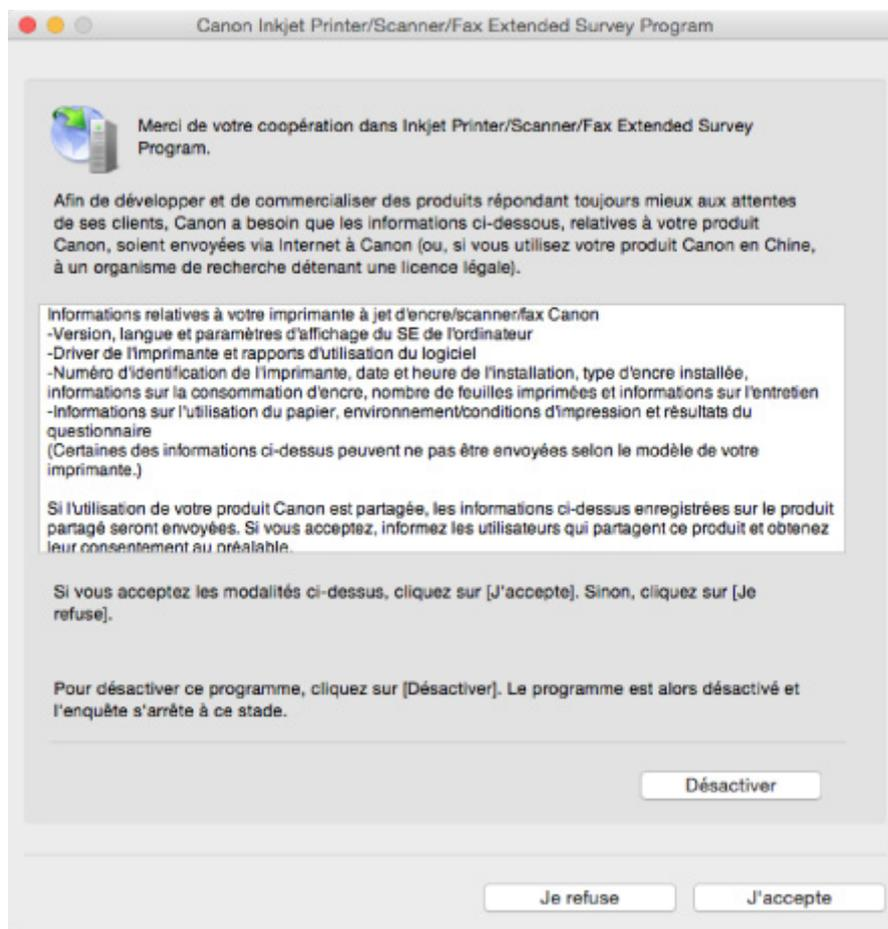 Canon Inkjet Printer/Scanner/Fax Extended Survey Program
Merci de votre coopération dans Inkjet Printer/Scanner/Fax Extended Survey
Program.
Afin de développer et de commercialiser des produits répondant toujours mieux aux attentes
de ses clients, Canon a besoin que les informations ci-dessous, relatives à votre produit
Canon, soient envoyées via Internet à Canon (ou, si vous utilisez votre produit Canon en Chine,
à un organisme de recherche détenant une licence légale).
Informations relatives à votre imprimante à jet d'encre/scanner/fax Canon
-Version, langue et paramètres d'affichage du SE de l'ordinateur
-Driver de l'imprimante et rapports d'utilisation du logiciel
-Numéro d'identification de l'imprimante, date et heure de l'installation, type d'encre installée,
informations sur la consommation d'encre, nombre de feuilles imprimées et informations sur l'entretien
-Informations sur l'utilisation du papier, environnement/conditions d'impression et résultats du
questionnaire
(Certaines des informations ci-dessus peuvent ne pas être envoyées selon le modèle de votre
imprimante.)
Si l'utilisation de votre produit Canon est partagée, les informations ci-dessus enregistrées sur le produit
partagé seront envoyées. Si vous acceptez, informez les utilisateurs qui partagent ce produit et obtenez
leur consentement au préalable.
Si vous acceptez les modalités ci-dessus, cliquez sur [J'accepte]. Sinon, cliquez sur [Je
refuse].
Pour désactiver ce programme, cliquez sur [Désactiver]. Le programme est alors désactivé et
l'enquête s'arrête à ce stade.
Désactiver
Je refuse
J'accepte